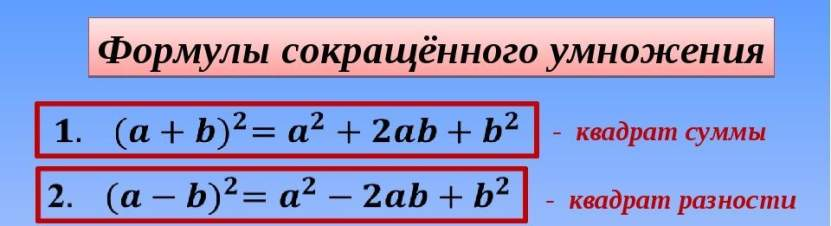 Формулы сокращённого умножения
1. (a + b)²= a² + 2ab + b² - квадрат суммы
2. (a − b)²= a² − 2ab + b² - квадрат разности